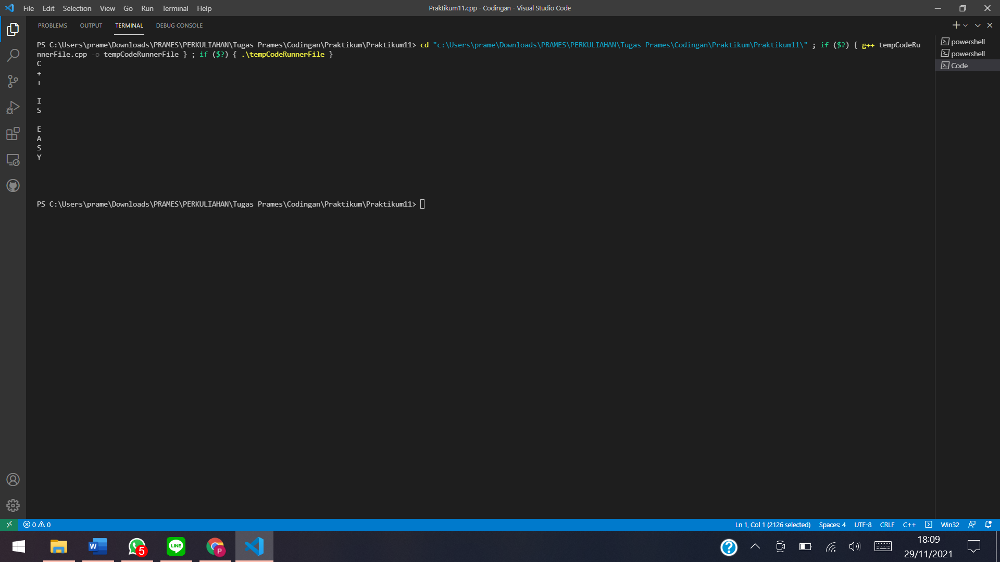 File Edit Selection View Go Run Terminal Help
Praktikum11.cpp - Codingan - Visual Studio Code
PROBLEMS OUTPUT TERMINAL DEBUG CONSOLE
PS C:\Users\prame\Downloads\PRAMES\PERKULIAHAN\Tugas Prames\Codingan\Praktikum\Praktikum11> cd "c:\Users\prame\Downloads\PRAMES\PERKULIAHAN\Tugas Prames\Codingan\Praktikum\Praktikum11\" ; if ($?) { g++ tempCodeRu
nnerFile.cpp -o tempCodeRunnerFile } ; if ($?) { .\tempCodeRunnerFile }
C
+
+
I
S
E
A
S
Y
PS C:\Users\prame\Downloads\PRAMES\PERKULIAHAN\Tugas Prames\Codingan\Praktikum\Praktikum11>
powershell
powershell
Code
0 0
Ln 1, Col 1 (2126 selected) Spaces: 4 UTF-8 CRLF C++ Win32
W
5
LINE
P
?
18:09
29/11/2021